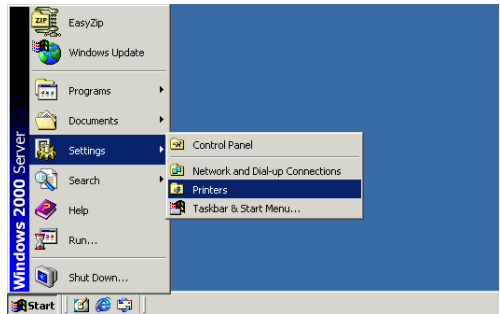 ZIP
EasyZip
Windows Update
Programs
Documents
Settings
Search
Help
Run...
Shut Down...
Windows 2000 Server
Control Panel
Network and Dial-up Connections
Printers
Taskbar & Start Menu...
Start